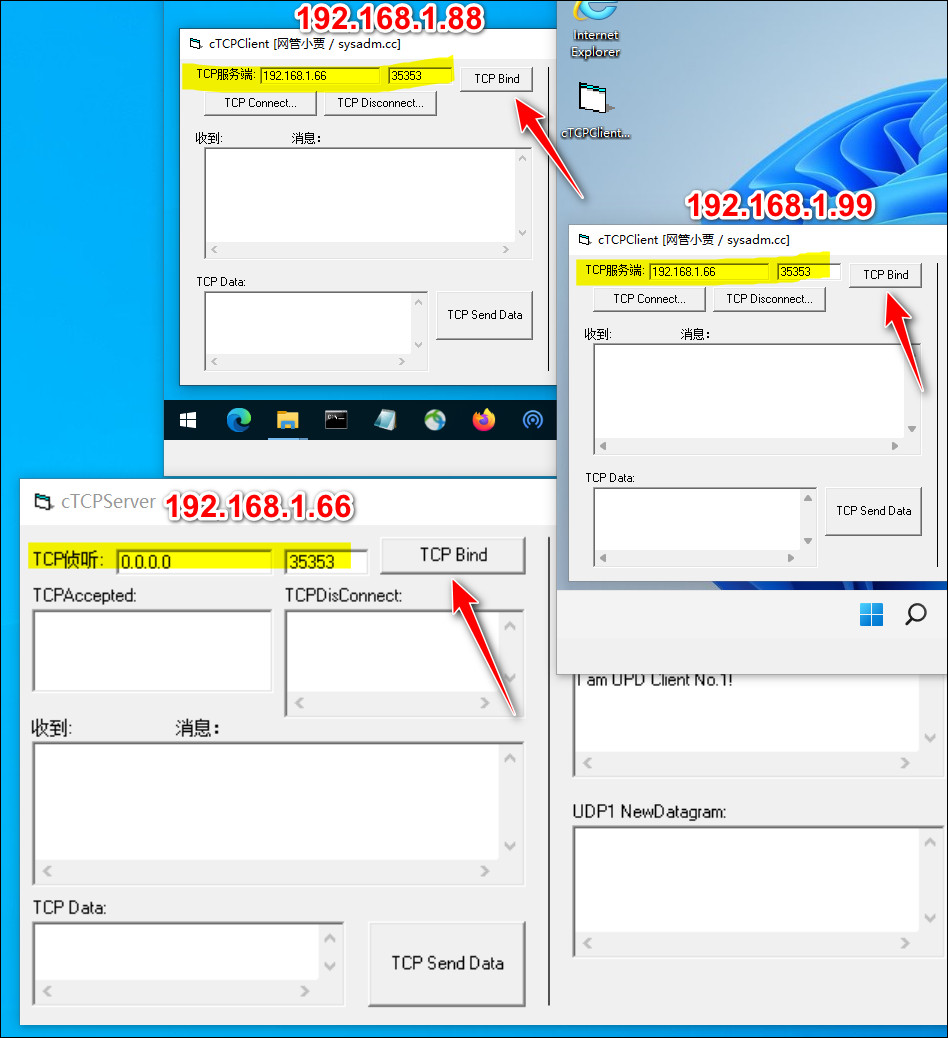 192.168.1.88
cTCPClient [网管小贾 / sysadm.cc]
TCP服务端: 192.168.1.66 35353 TCP Bind
TCP Connect... TCP Disconnect...
收到: 消息：
TCP Data:
TCP Send Data
Internet
Explorer
cTCPClient...
192.168.1.99
cTCPClient [网管小贾 / sysadm.cc]
TCP服务端: 192.168.1.66 35353 TCP Bind
TCP Connect... TCP Disconnect...
收到: 消息：
TCP Data:
TCP Send Data
cTCPServer 192.168.1.66
TCP侦听: 0.0.0.0 35353 TCP Bind
TCPAccepted: TCPDisConnect:
收到: 消息：
TCP Data:
TCP Send Data
I am UPD Client No.1!
UDP1 NewDatagram: